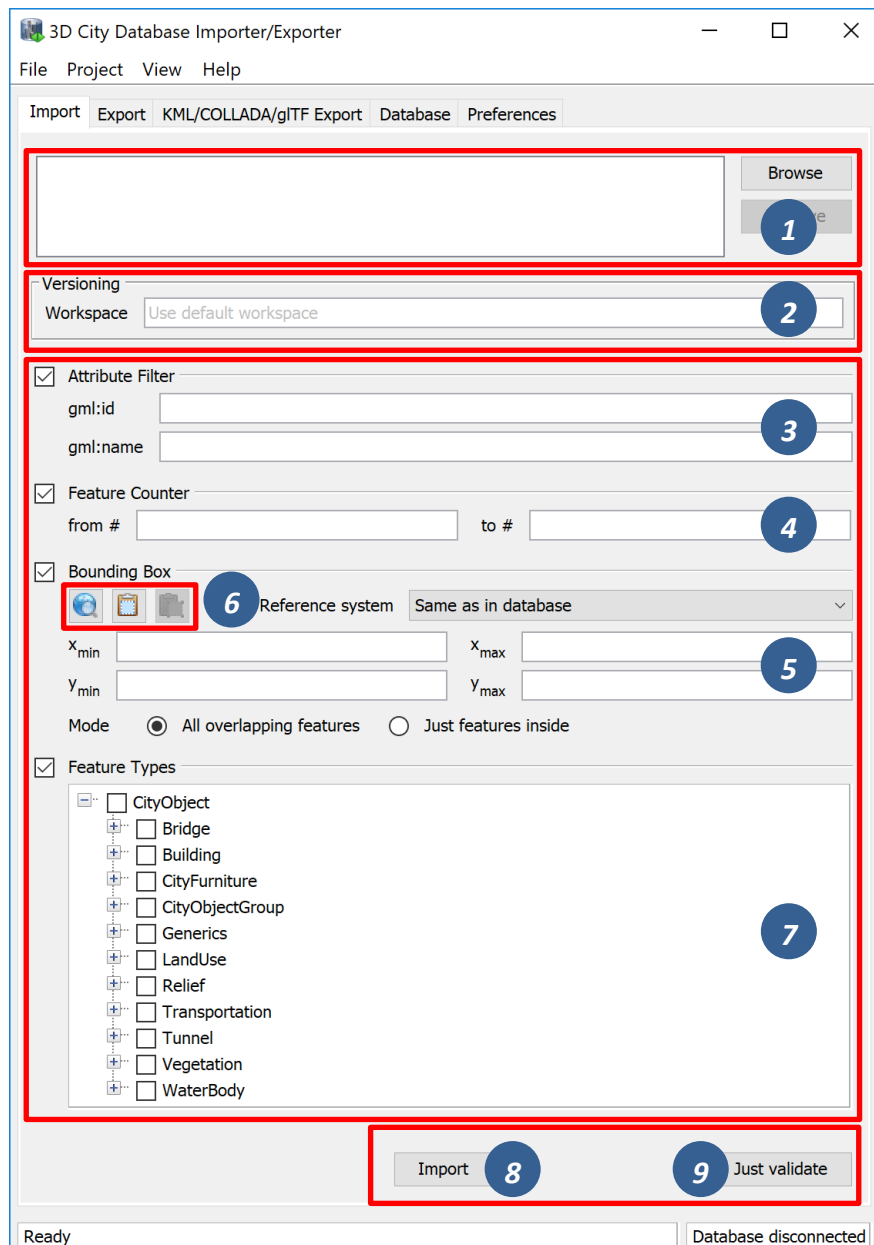 3D City Database Importer/Exporter
File Project View Help
Import Export KML/COLLADA/glTF Export Database Preferences
Browse
1
Versioning
Workspace Use default workspace 2
Attribute Filter
gml:id
3
gml:name
Feature Counter
from # to # 4
Bounding Box
6 Reference system Same as in database
xmin xmax
5
ymin ymax
Mode All overlapping features Just features inside
Feature Types
CityObject
Bridge
Building
CityFurniture
CityObjectGroup
Generics
7
LandUse
Relief
Transportation
Tunnel
Vegetation
WaterBody
Import 8 9 Just validate
Ready Database disconnected